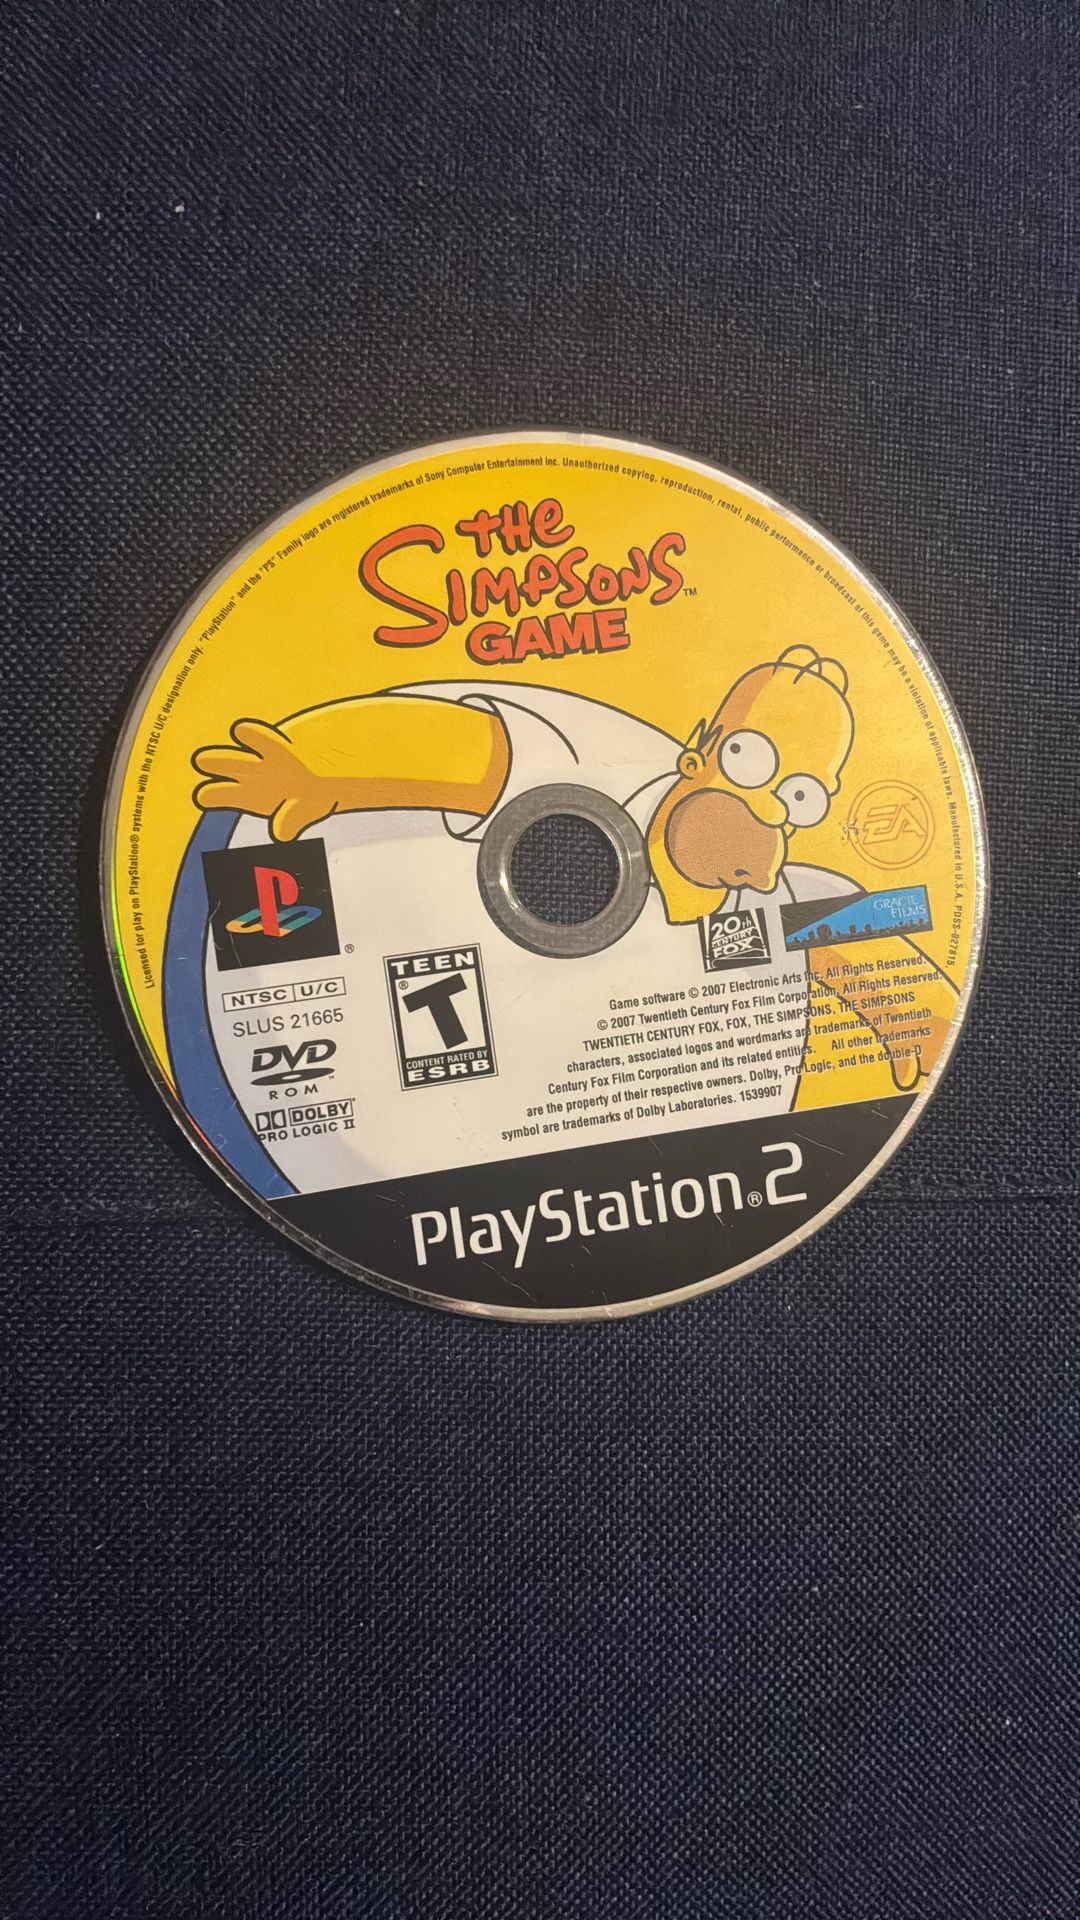 Licensed for play on PlayStation® systems with the NTSC U/C designation only. "PlayStation" and the "PS" Family logo are registered trademarks of Sony Computer Entertainment Inc. Unauthorized copying, reproduction, rental, public performance or broadcast of this game may be a violation of applicable laws. Manufactured in U.S.A. PDSS-027815
THE
SIMPSONS™
GAME
EA
GRACIE
FILMS
20th
CENTURY
FOX
®
NTSC U/C
SLUS 21665
DVD
ROM™
DOLBY®
PRO LOGIC II
TEEN
®
T
CONTENT RATED BY
ESRB
Game software © 2007 Electronic Arts Inc. All Rights Reserved.
© 2007 Twentieth Century Fox Film Corporation. All Rights Reserved.
TWENTIETH CENTURY FOX, FOX, THE SIMPSONS, THE SIMPSONS
characters, associated logos and wordmarks are trademarks of Twentieth
Century Fox Film Corporation and its related entities. All other trademarks
are the property of their respective owners. Dolby, Pro Logic, and the double-D
symbol are trademarks of Dolby Laboratories. 1539907
PlayStation®2